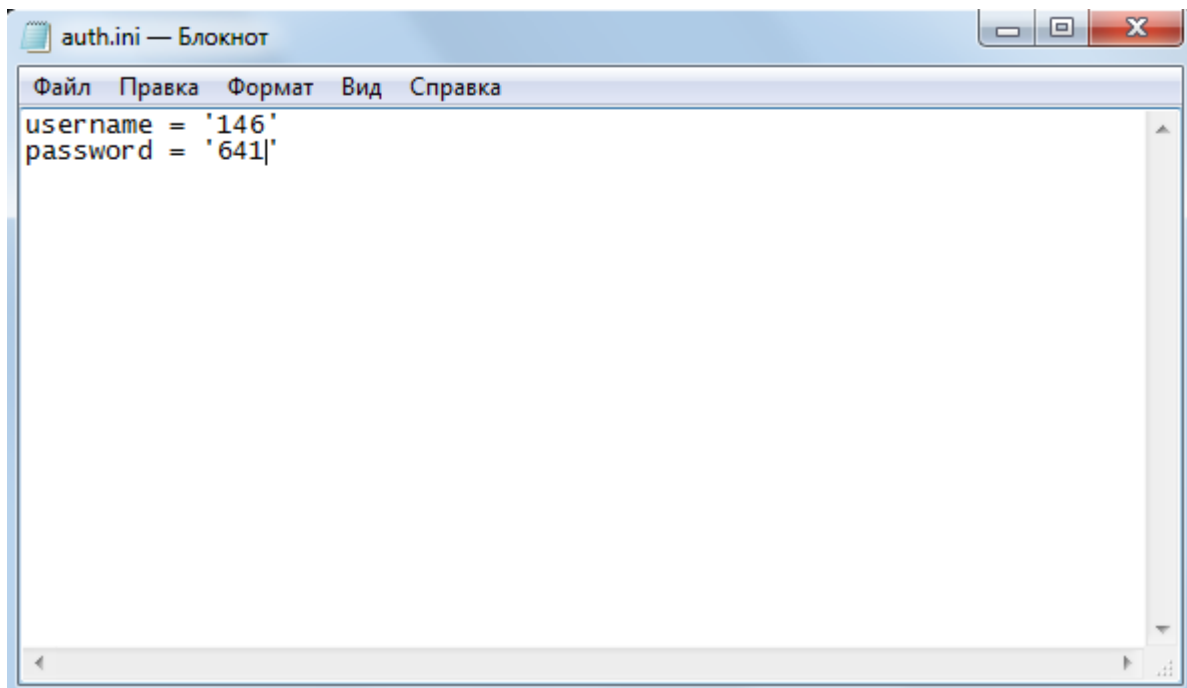 auth.ini — Блокнот
Файл Правка Формат Вид Справка
username = '146'
password = '641'